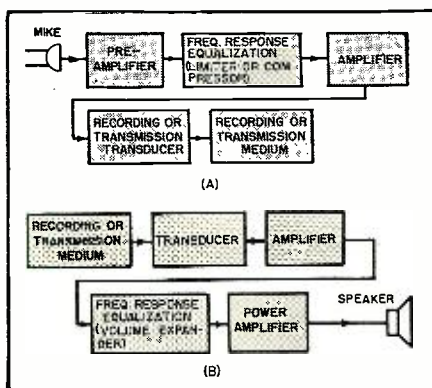 MIKE
PRE-
AMPLIFIER
FREQ. RESPONSE
EQUALIZATION
(LIMITER OR COM
PRESSOR)
AMPLIFIER
RECORDING OR
TRANSMISSION
TRANSDUCER
RECORDING OR
TRANSMISSION
MEDIUM
(A)
RECORDING OR
TRANSMISSION
MEDIUM
TRANSDUCER
AMPLIFIER
FREQ. RESPONSE
EQUALIZATION
(VOLUME EXPAN-
DER)
POWER
AMPLIFIER
SPEAKER
(B)